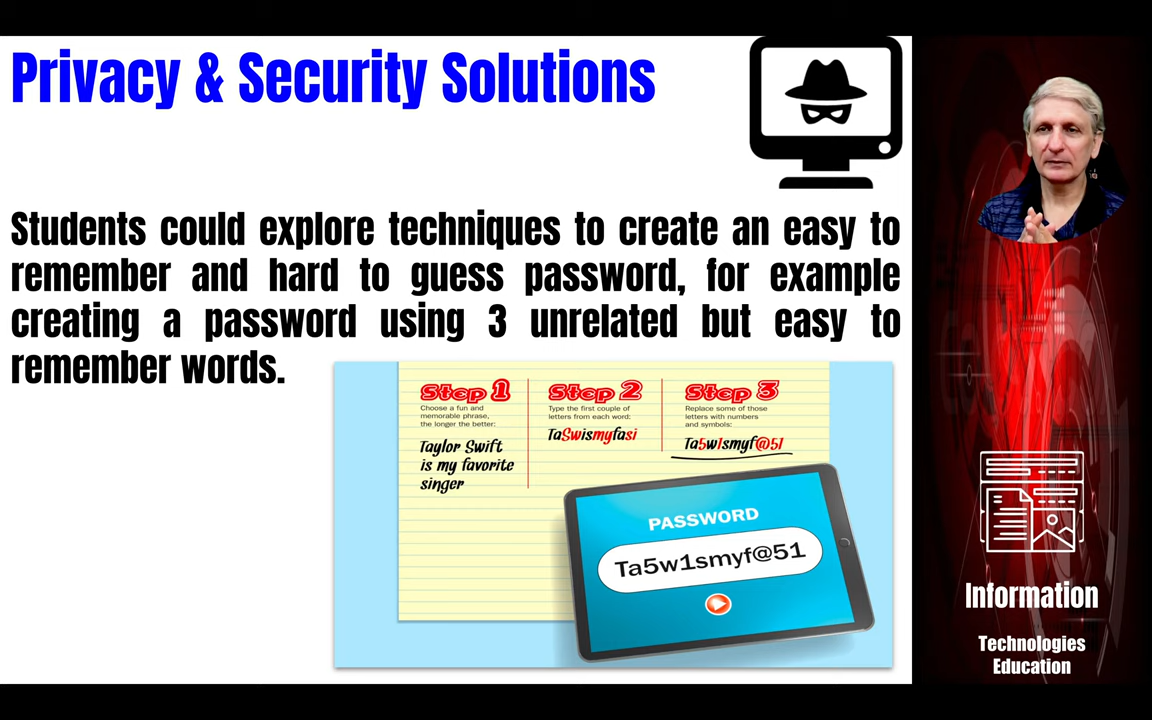 Privacy & Security Solutions
Students could explore techniques to create an easy to
remember and hard to guess password, for example
creating a password using 3 unrelated but easy to
remember words.
Step 1
Choose a fun and
memorable phrase,
the longer the better:
Taylor Swift
is my favorite
singer
Step 2
Type the first couple of
letters from each word:
TaSwismyfasi
Step 3
Replace some of those
letters with numbers
and symbols:
Ta5w1smyf@51
PASSWORD
Ta5w1smyf@51
Information
Technologies
Education